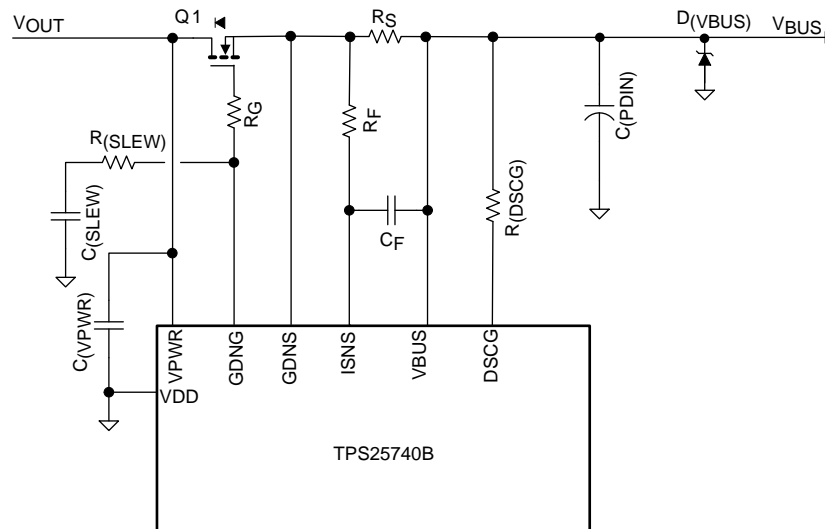 VOUT
Q1
RS
D(VBUS)
VBUS
RG
RF
C(PDIN)
R(SLEW)
C(SLEW)
CF
R(DSCG)
C(VPWR)
VPWR
GDNG
GDNS
ISNS
VBUS
DSCG
VDD
TPS25740B